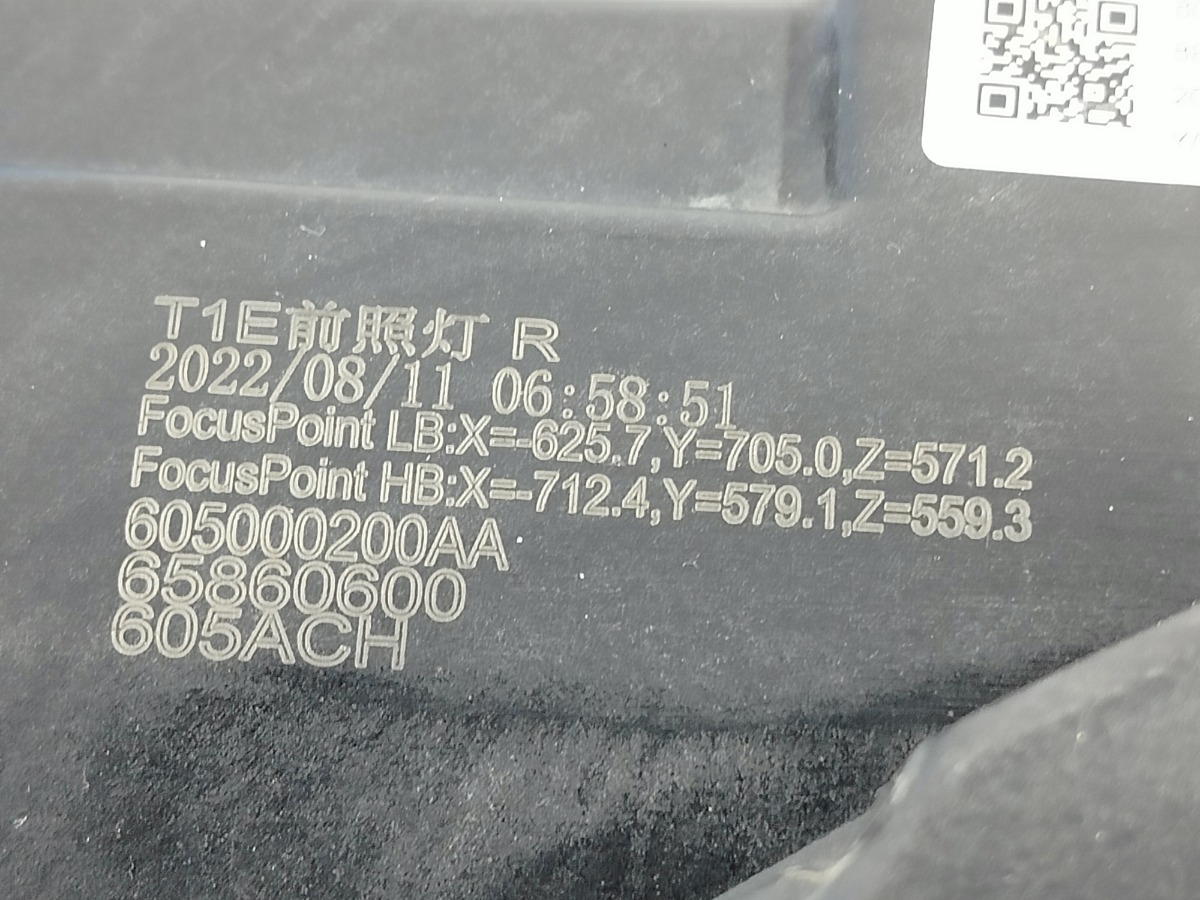 T1E前照灯 R
2022/08/11 06:58:51
FocusPoint LB:X=-625.7,Y=705.0,Z=571.2
FocusPoint HB:X=-712.4,Y=579.1,Z=559.3
605000200AA
65860600
605ACH